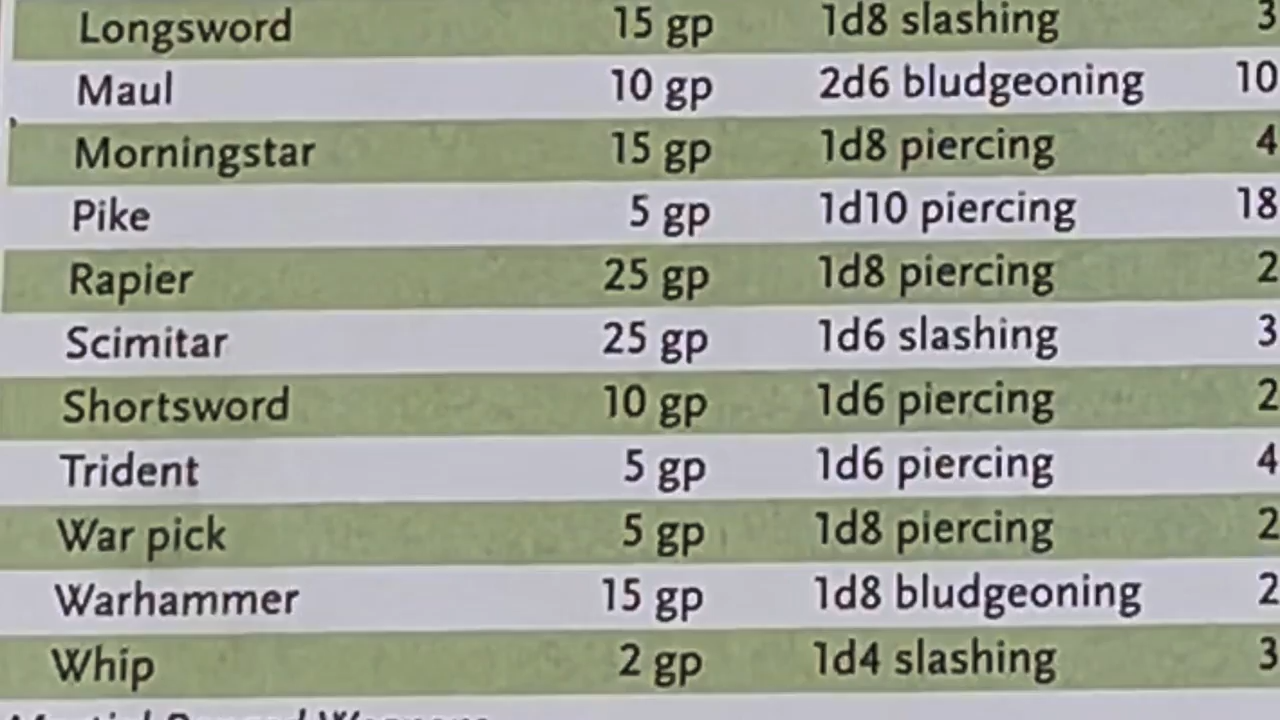 Longsword 15 gp 1d8 slashing 3
Maul 10 gp 2d6 bludgeoning 10
Morningstar 15 gp 1d8 piercing 4
Pike 5 gp 1d10 piercing 18
Rapier 25 gp 1d8 piercing 2
Scimitar 25 gp 1d6 slashing 3
Shortsword 10 gp 1d6 piercing 2
Trident 5 gp 1d6 piercing 4
War pick 5 gp 1d8 piercing 2
Warhammer 15 gp 1d8 bludgeoning 2
Whip 2 gp 1d4 slashing 3